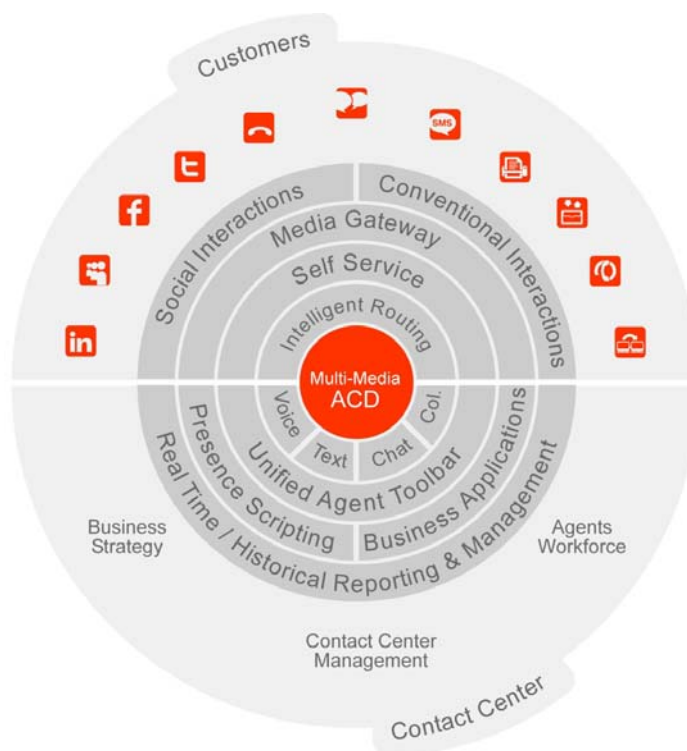 Customers
SMS
t
f
in
Social Interactions
Conventional Interactions
Media Gateway
Self Service
Intelligent Routing
Multi-Media
ACD
Voice
Text
Chat
Col.
Unified Agent Toolbar
Presence Scripting
Business Applications
Real Time / Historical Reporting & Management
Business
Strategy
Agents
Workforce
Contact Center
Management
Contact Center